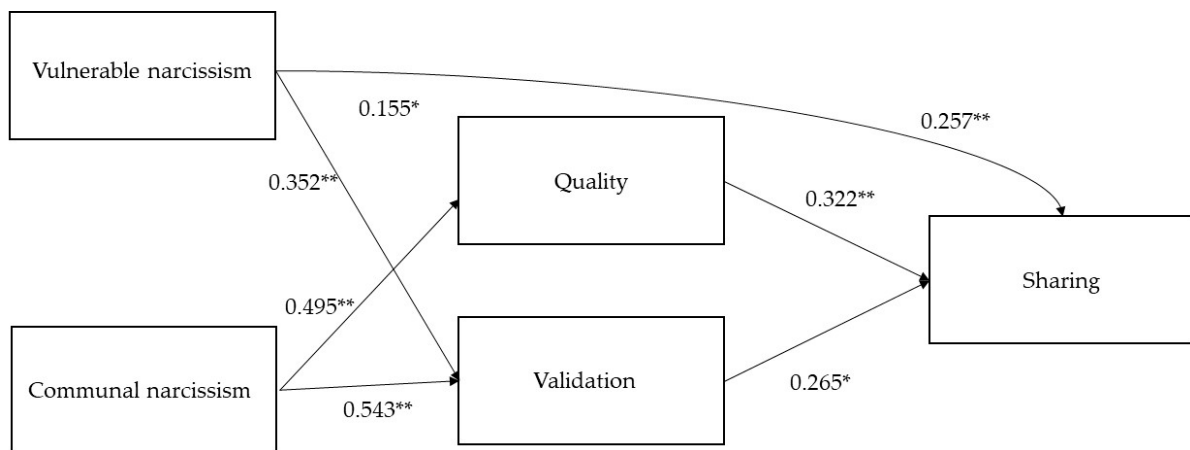 Vulnerable narcissism
0.155*
0.257**
0.352**
Quality
0.322**
Sharing
0.495**
Validation
0.265*
Communal narcissism
0.543**